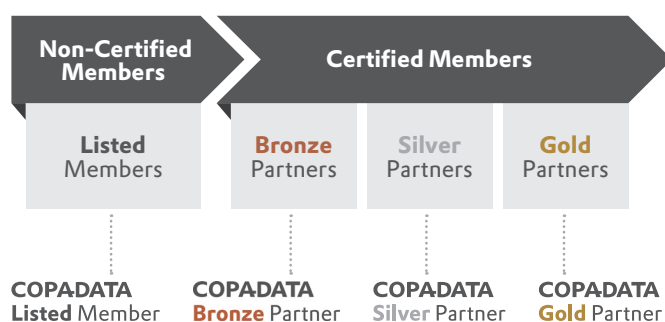 Non-Certified
Members
Certified Members
Listed
Members
Bronze
Partners
Silver
Partners
Gold
Partners
COPADATA
Listed Member
COPADATA
Bronze Partner
COPADATA
Silver Partner
COPADATA
Gold Partner